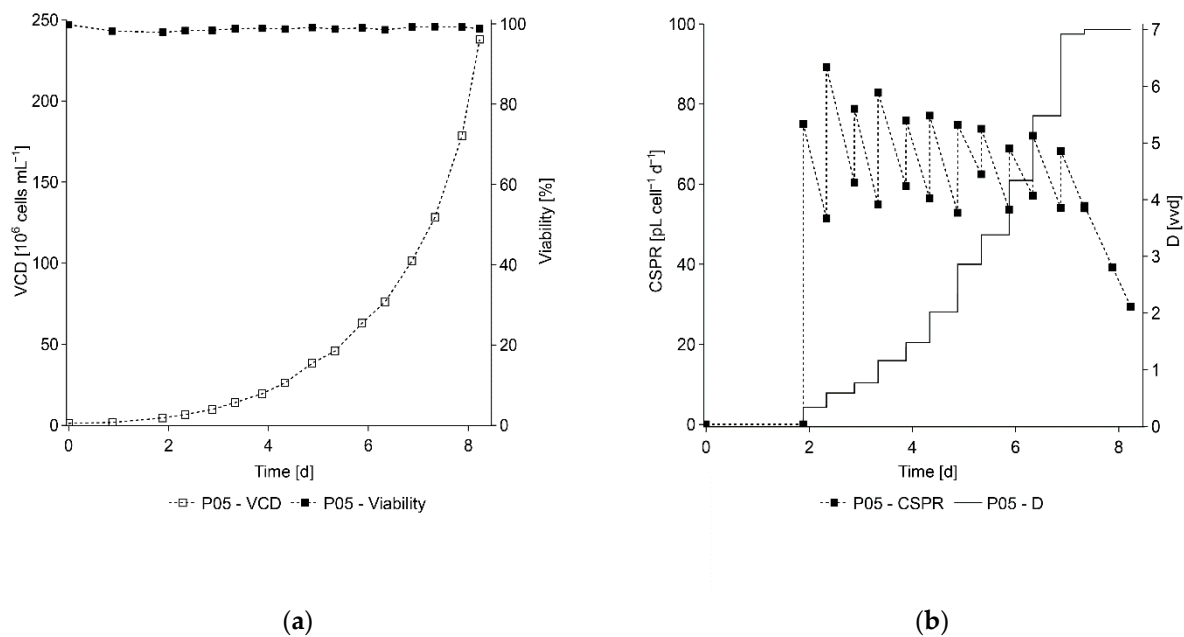 250
200
150
100
50
0
VCD [10⁶ cells mL⁻¹]
100
80
60
40
20
0
Viability [%]
0 2 4 6 8
Time [d]
P05 - VCD P05 - Viability
(a)
100
80
60
40
20
0
CSPR [pL cell⁻¹ d⁻¹]
7
6
5
4
3
2
1
0
D [vvd]
0 2 4 6 8
Time [d]
P05 - CSPR P05 - D
(b)